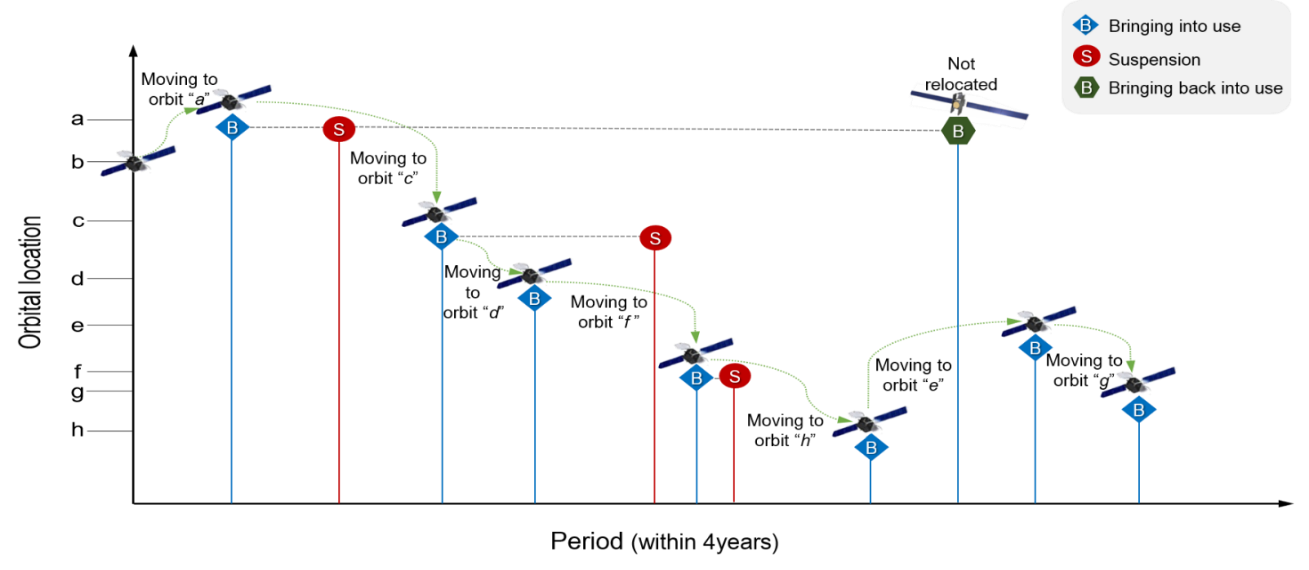 B Bringing into use
S Suspension
B Bringing back into use
Not
relocated
Moving to
orbit “a”
a
B
S
B
b
Moving to
orbit “c”
c
B
S
Moving
to
orbit “d”
d
B
Moving to
orbit “f”
e
B
Moving to
orbit “e”
Moving to
orbit “g”
f
B
S
g
B
Moving to
orbit “h”
h
B
Orbital location
Period (within 4years)